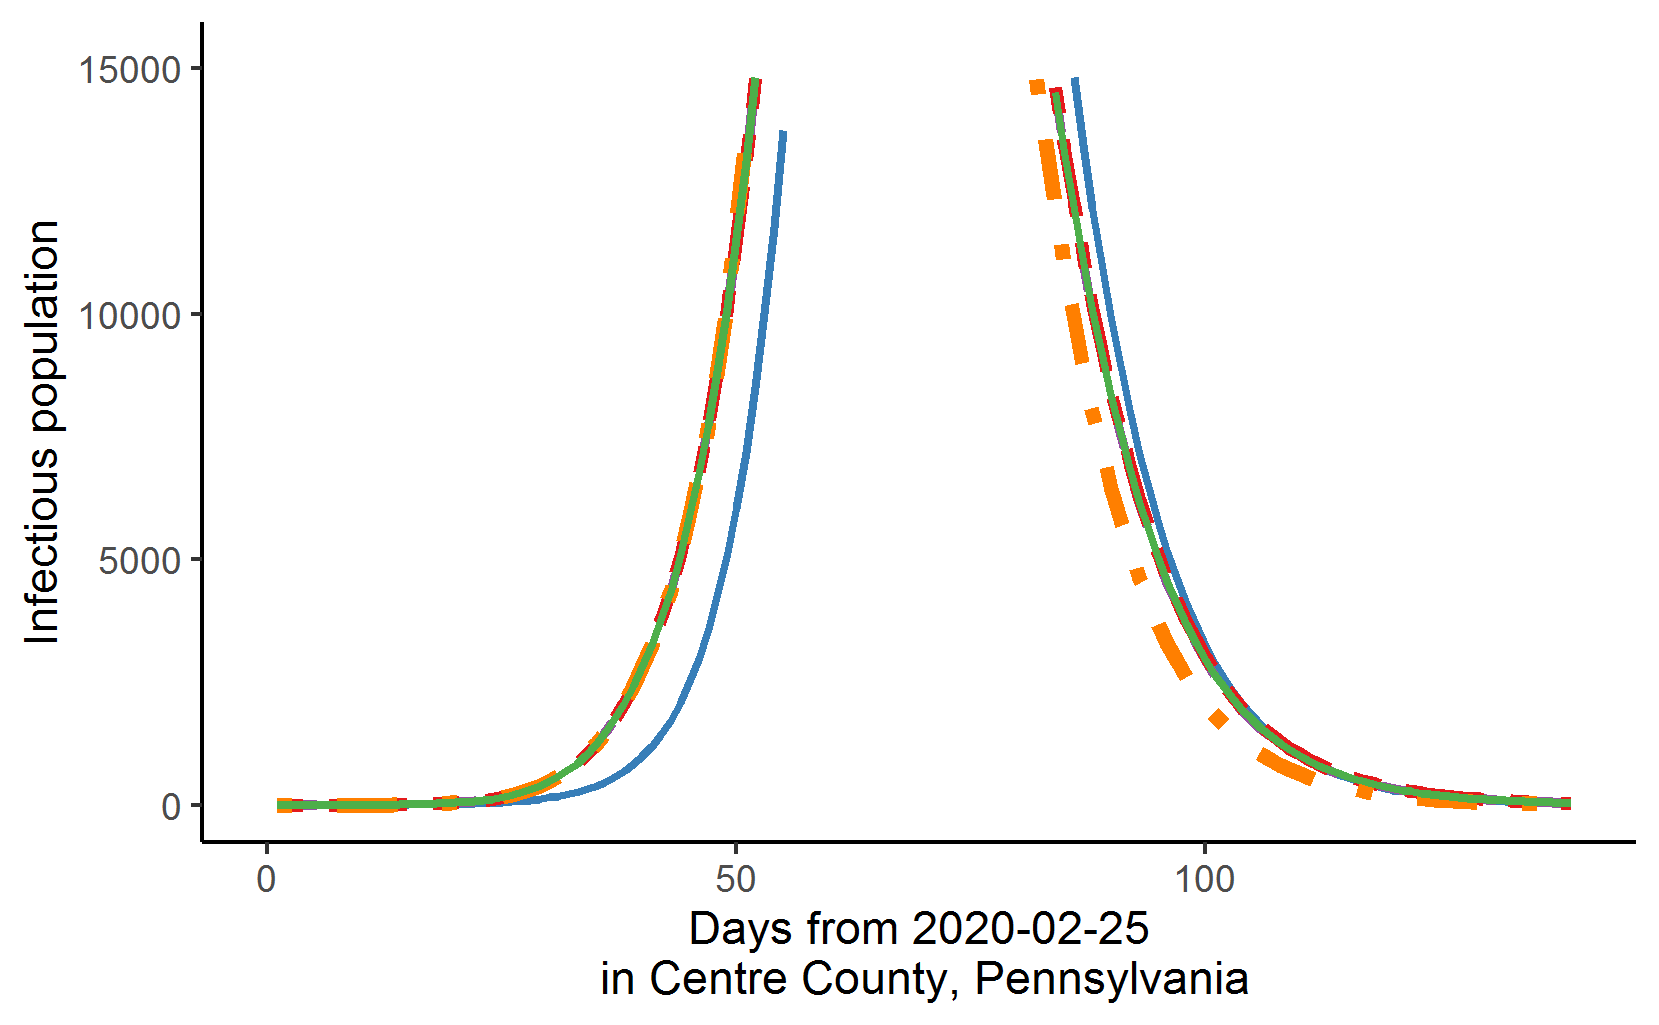 Infectious population
15000
10000
5000
0
0
50
100
Days from 2020-02-25
in Centre County, Pennsylvania